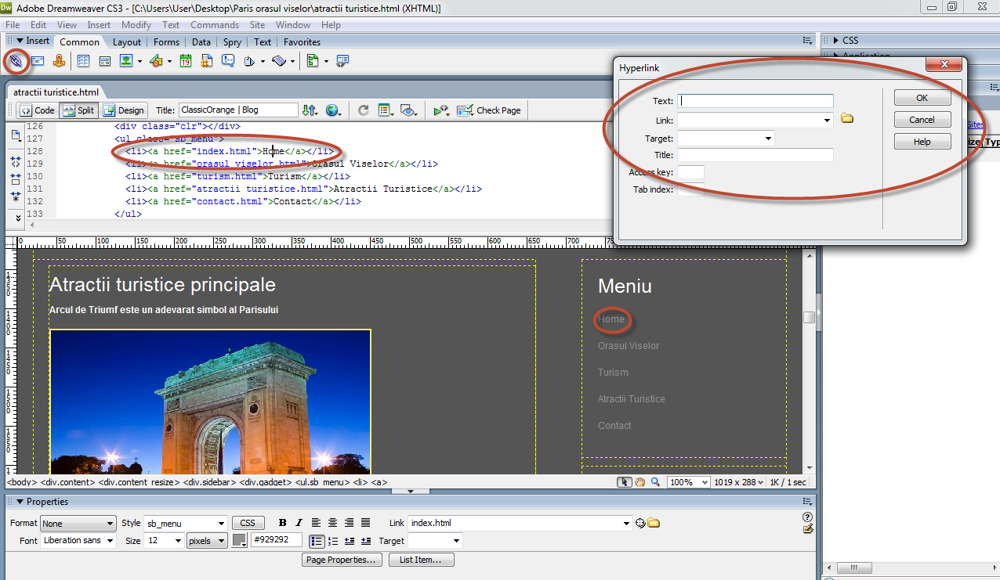 Dw Adobe Dreamweaver CS3 - [C:\Users\User\Desktop\Paris orasul viselor\atractii turistice.html (XHTML)]
File Edit View Insert Modify Text Commands Site Window Help
Insert Common Layout Forms Data Spry Text Favorites
CSS
Application
19
atractii turistice.html
Code Split Design Title: ClassicOrange | Blog Check Page
126 <div class="clr"></div>
127 <ul class="sb_menu">
128 <li><a href="index.html">Home</a></li>
129 <li><a href="orasul viselor.html">Orasul Viselor</a></li>
130 <li><a href="turism.html">Turism</a></li>
131 <li><a href="atractii turistice.html">Atractii Turistice</a></li>
132 <li><a href="contact.html">Contact</a></li>
133 </ul>
Hyperlink
Text:
Link:
Target:
Title:
Access key:
Tab index:
OK
Cancel
Help
Sites
Typ
0 50 100 150 200 250 300 350 400 450 500 550 600 650 700
1350
1400
1450
1500
1550
Atractii turistice principale
Arcul de Triumf este un adevarat simbol al Parisului
Meniu
Home
Orasul Viselor
Turism
Atractii Turistice
Contact
<body> <div.content> <div.content_resize> <div.sidebar> <div.gadget> <ul.sb_menu> <li> <a>
100% 1019 x 288 1K / 1 sec
Properties
Format None Style sb_menu CSS B I Link index.html
Font Liberation sans Size 12 pixels #929292 Target
Page Properties... List Item...